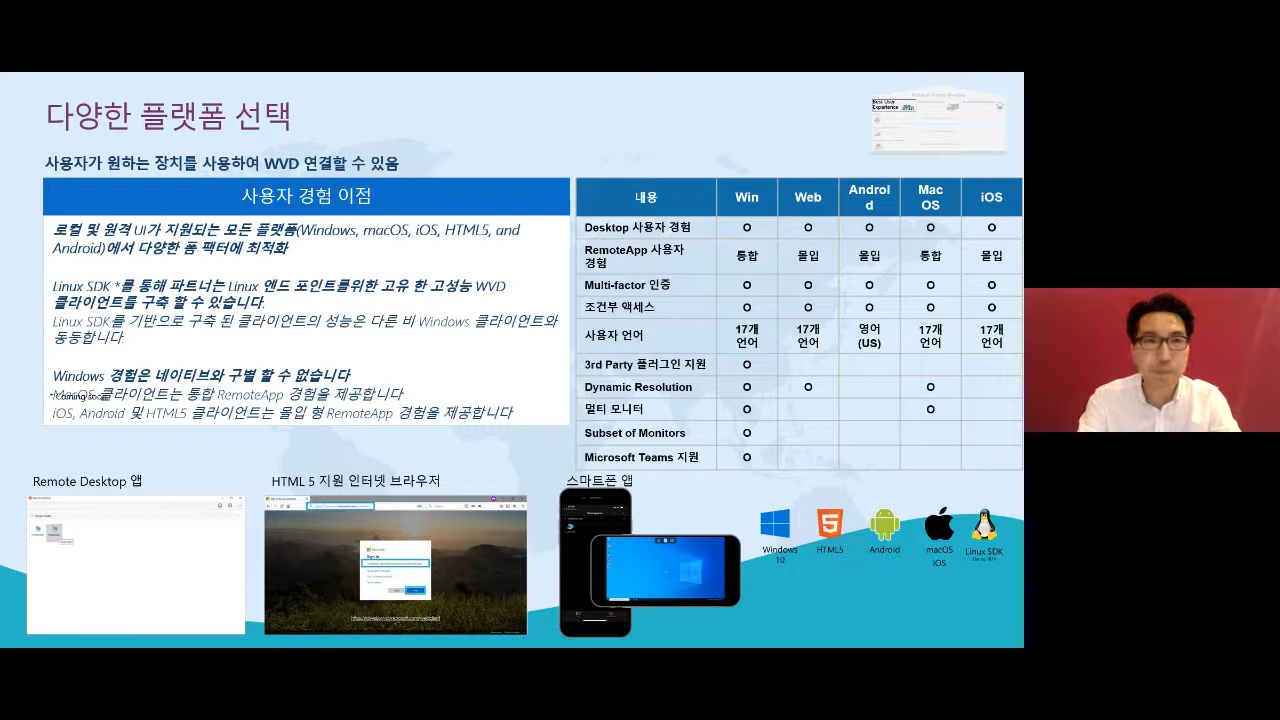 다양한 플랫폼 선택
Best User
Experience
사용자가 원하는 장치를 사용하여 WVD 연결할 수 있음
사용자 경험 이점
로컬 및 원격 UI가 지원되는 모든 플랫폼(Windows, macOS, iOS, HTML5, and
Android)에서 다양한 폼 팩터에 최적화
Linux SDK *를 통해 파트너는 Linux 엔드 포인트를위한 고유 한 고성능 WVD
클라이언트를 구축 할 수 있습니다.
Linux SDK를 기반으로 구축 된 클라이언트의 성능은 다른 비 Windows 클라이언트와
동등합니다.
Windows 경험은 네이티브와 구별 할 수 없습니다
MacOS 클라이언트는 통합 RemoteApp 경험을 제공합니다
iOS, Android 및 HTML5 클라이언트는 몰입 형 RemoteApp 경험을 제공합니다
내용 Win Web Androi
d Mac
OS iOS
Desktop 사용자 경험 O O O O O
RemoteApp 사용자
경험 통합 몰입 몰입 통합 몰입
Multi-factor 인증 O O O O O
조건부 액세스 O O O O O
사용자 언어 17개
언어 17개
언어 영어
(US) 17개
언어 17개
언어
3rd Party 플러그인 지원 O
Dynamic Resolution O O O
멀티 모니터 O O
Subset of Monitors O
Microsoft Teams 지원 O
Remote Desktop 앱
HTML 5 지원 인터넷 브라우저
스마트폰 앱
Microsoft
Sign in
Windows
10
HTML5
Android
macOS
iOS
Linux SDK